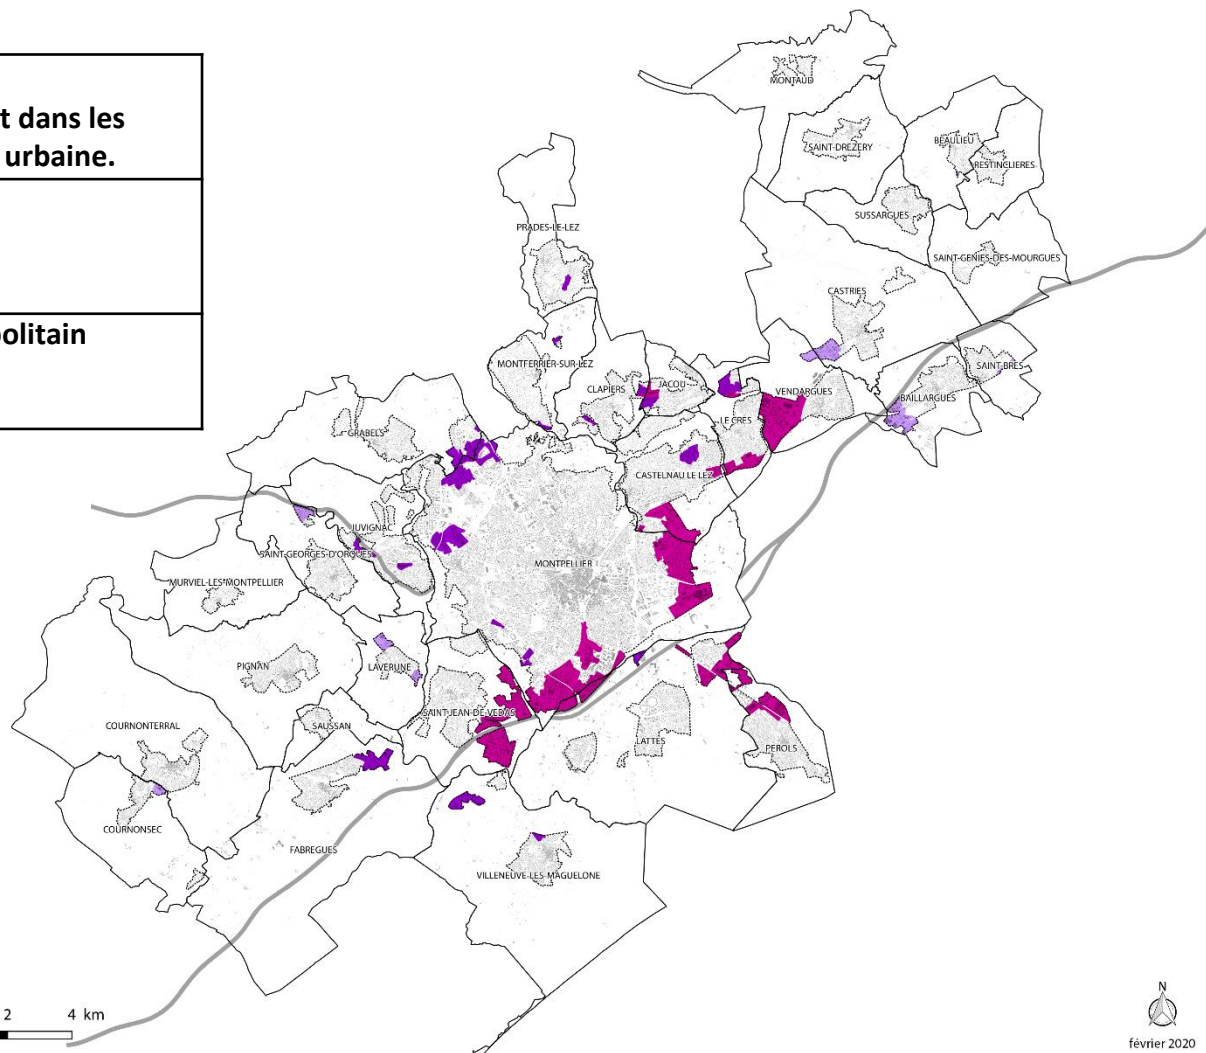 t dans les
urbaine.
politain
MONTAUD
SAINT-DREZERY
BEAULIEU
RESTINCLIERES
SUSSARGUES
PRADES-LE-LEZ
SAINT-GENIES-DES-MOURGUES
CASTRIES
MONTFERRIER-SUR-LEZ
SAINT-BRES
CLAPIERS
JACOU
VENDARGUES
BAILLARGUES
LE CRES
GRABELS
CASTELNAU LE LEZ
JUVIGNAC
SAINT-GEORGES-D'ORQUES
MONTPELLIER
MURVIEL-LES-MONTPELLIER
PIGNAN
LAVERUNE
SAINT-JEAN-DE-VEDAS
COURNONTERRAL
SAUSSAN
LATTES
PEROLS
COURNONSEC
FABREGUES
VILLENEUVE-LES-MAGUELONE
2 4 km
N
février 2020